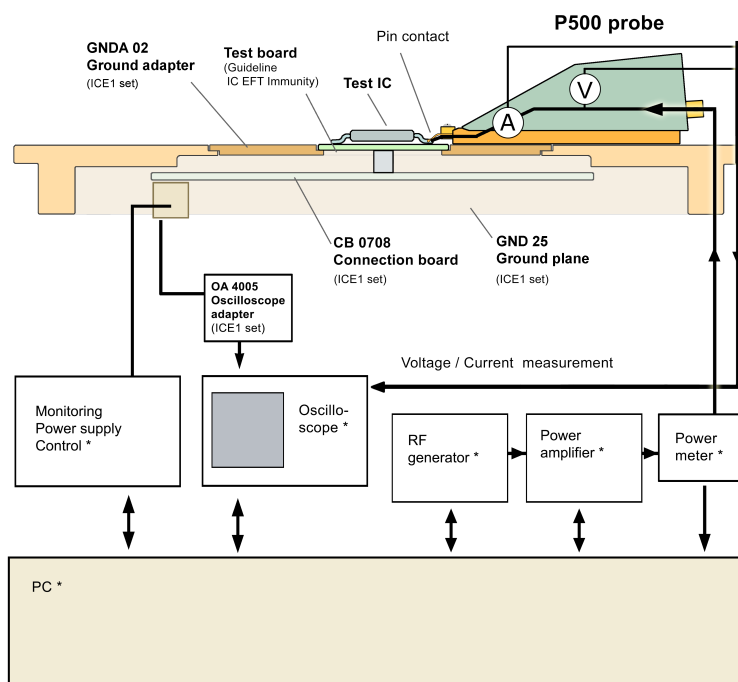 P500 probe
Pin contact
GNDA 02
Ground adapter
(ICE1 set)
Test board
(Guideline
IC EFT Immunity)
Test IC
V
A
CB 0708
Connection board
(ICE1 set)
GND 25
Ground plane
(ICE1 set)
OA 4005
Oscilloscope
adapter
(ICE1 set)
Voltage / Current measurement
Monitoring
Power supply
Control *
Oscillo-
scope *
RF
generator *
Power
amplifier *
Power
meter *
PC *